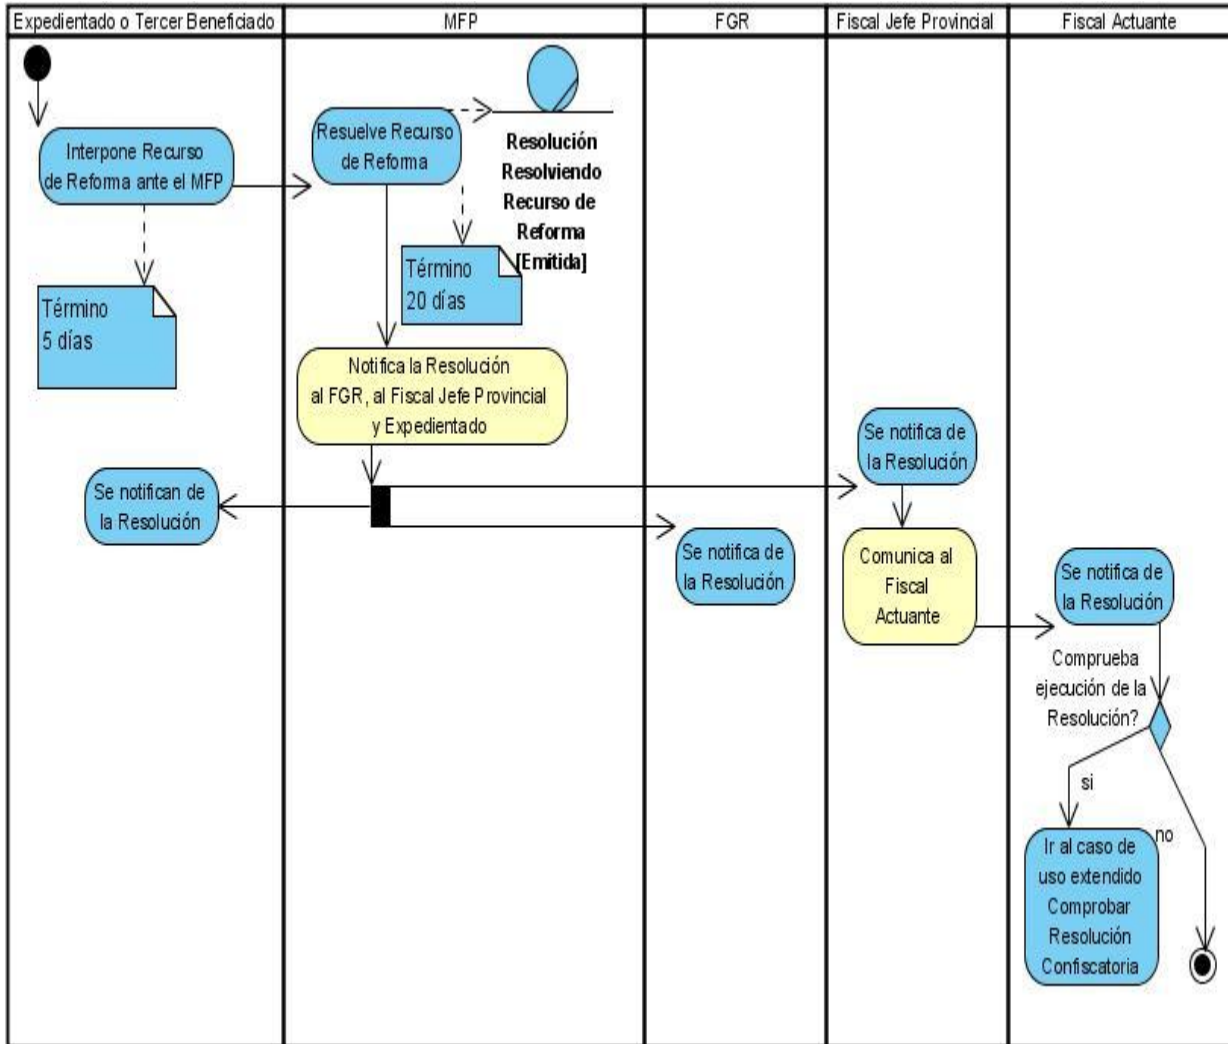 Expedientado o Tercer Beneficiado
MFP
FGR
Fiscal Jefe Provincial
Fiscal Actuante
Interpone Recurso
de Reforma ante el MFP
Término
5 días
Resuelve Recurso
de Reforma
Resolución
Resolviendo
Recurso de
Reforma
[Emitida]
Término
20 días
Notifica la Resolución
al FGR, al Fiscal Jefe Provincial
y Expedientado
Se notifican de
la Resolución
Se notifica de
la Resolución
Se notifica de
la Resolución
Comunica al
Fiscal
Actuante
Se notifica de
la Resolución
Comprueba
ejecución de la
Resolución?
si
no
Ir al caso de
uso extendido
Comprobar
Resolución
Confiscatoria